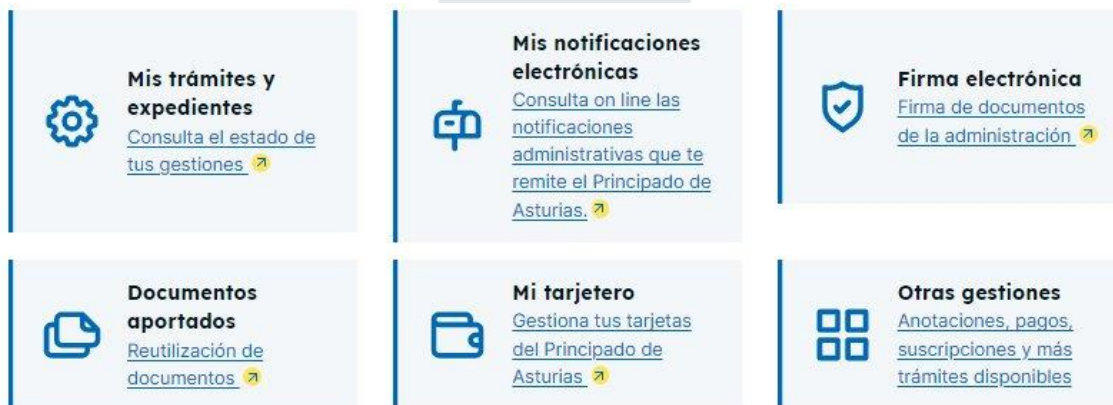 Mis trámites y
expedientes
Consulta el estado de
tus gestiones
Mis notificaciones
electrónicas
Consulta on line las
notificaciones
administrativas que te
remite el Principado de
Asturias.
Firma electrónica
Firma de documentos
de la administración
Documentos
aportados
Reutilización de
documentos
Mi tarjetero
Gestiona tus tarjetas
del Principado de
Asturias
Otras gestiones
Anotaciones, pagos,
suscripciones y más
trámites disponibles